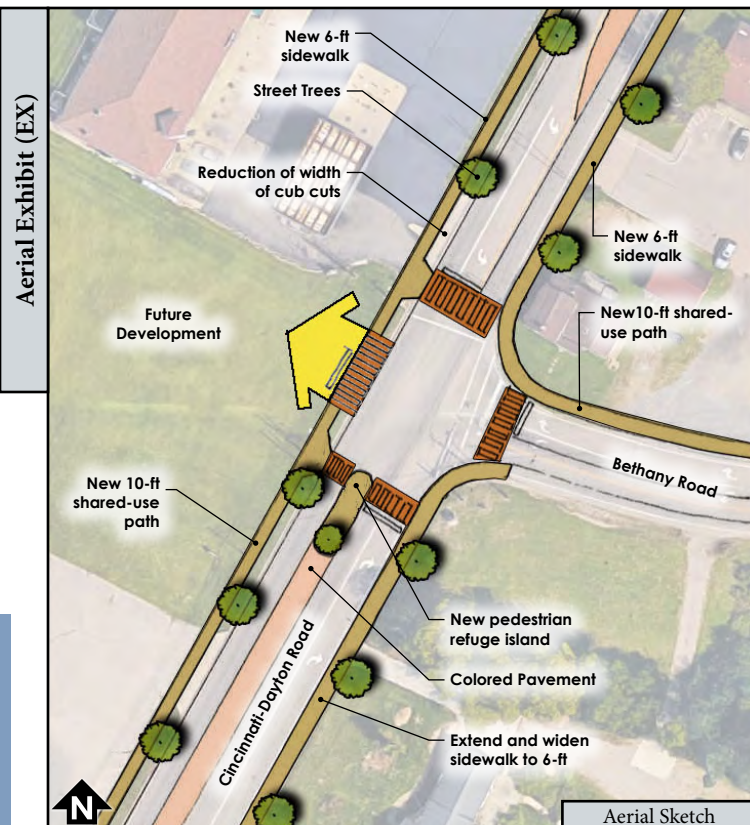 Aerial Exhibit (EX)
New 6-ft
sidewalk
Street Trees
Reduction of width
of cub cuts
New 6-ft
sidewalk
Future
Development
New10-ft shared-
use path
New 10-ft
shared-use
path
Bethany Road
New pedestrian
refuge island
Colored Pavement
Cincinnati-Dayton Road
Extend and widen
sidewalk to 6-ft
N
Aerial Sketch